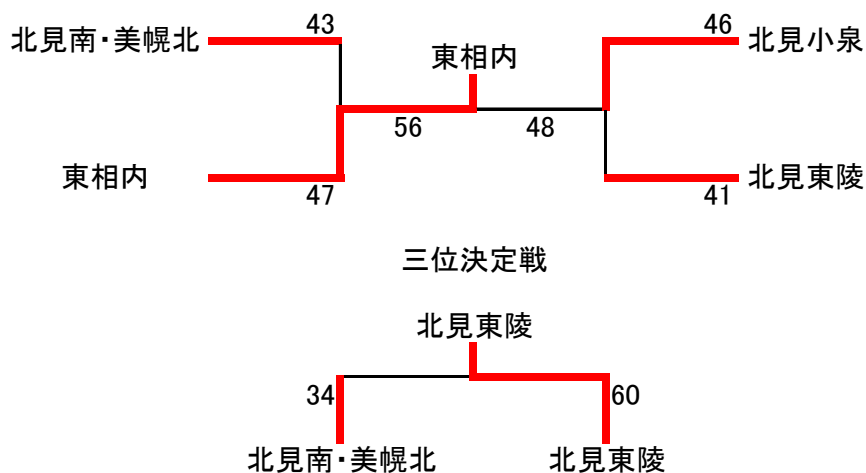 43
46
北見南・美幌北
東相内
北見小泉
56
48
東相内
47
41
北見東陵
三位決定戦
北見東陵
34
60
北見南・美幌北
北見東陵